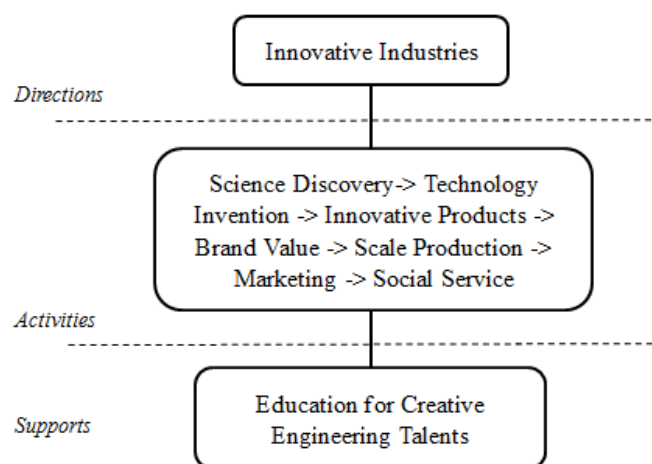 Innovative Industries
Directions
Science Discovery-> Technology
Invention -> Innovative Products ->
Brand Value -> Scale Production ->
Marketing -> Social Service
Activities
Education for Creative
Engineering Talents
Supports